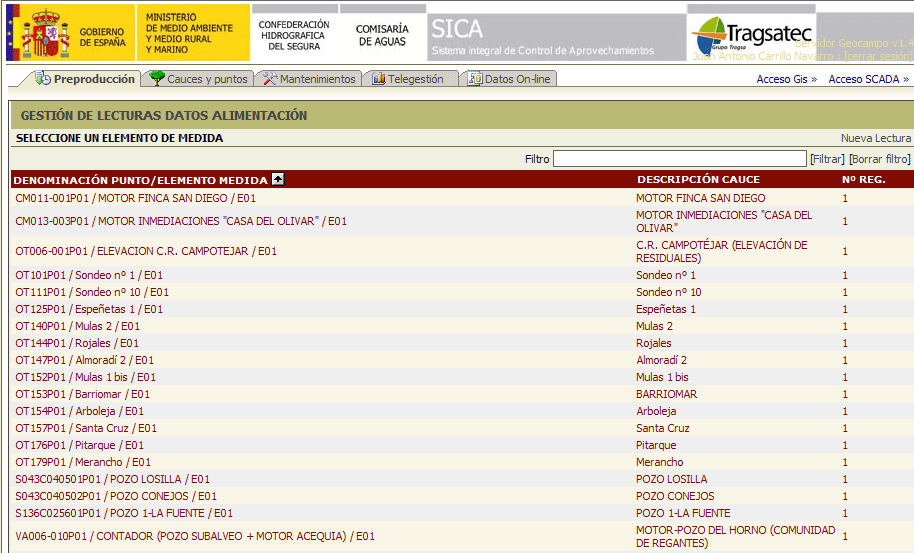 GOBIERNO
DE ESPAÑA
MINISTERIO
DE MEDIO AMBIENTE
Y MEDIO RURAL
Y MARINO
CONFEDERACIÓN
HIDROGRAFICA
DEL SEGURA
COMISARÍA
DE AGUAS
SICA
Sistema integral de Control de Aprovechamientos
Tragsatec
Grupo Tragsa
Servidor Geocampo v1.4
Juan Antonio Carrillo Navarro : [cerrar sesión]
Preproducción Cauces y puntos Mantenimientos Telegestión Datos On-line Acceso Gis » Acceso SCADA »
GESTIÓN DE LECTURAS DATOS ALIMENTACIÓN
SELECCIONE UN ELEMENTO DE MEDIDA Nueva Lectura
Filtro [Filtrar] [Borrar filtro]
DENOMINACIÓN PUNTO/ELEMENTO MEDIDA DESCRIPCIÓN CAUCE Nº REG.
CM011-001P01 / MOTOR FINCA SAN DIEGO / E01 MOTOR FINCA SAN DIEGO 1
CM013-003P01 / MOTOR INMEDIACIONES "CASA DEL OLIVAR" / E01 MOTOR INMEDIACIONES "CASA DEL 1
OLIVAR"
OT006-001P01 / ELEVACION C.R. CAMPOTEJAR / E01 C.R. CAMPOTÉJAR (ELEVACIÓN DE 1
RESIDUALES)
OT101P01 / Sondeo nº 1 / E01 Sondeo nº 1 1
OT111P01 / Sondeo nº 10 / E01 Sondeo nº 10 1
OT125P01 / Espeñetas 1 / E01 Espeñetas 1 1
OT140P01 / Mulas 2 / E01 Mulas 2 1
OT144P01 / Rojales / E01 Rojales 1
OT147P01 / Almoradí 2 / E01 Almoradí 2 1
OT152P01 / Mulas 1 bis / E01 Mulas 1 bis 1
OT153P01 / Barriomar / E01 BARRIOMAR 1
OT154P01 / Arboleja / E01 Arboleja 1
OT157P01 / Santa Cruz / E01 Santa Cruz 1
OT176P01 / Pitarque / E01 Pitarque 1
OT179P01 / Merancho / E01 Merancho 1
S043C040501P01 / POZO LOSILLA / E01 POZO LOSILLA 1
S043C040502P01 / POZO CONEJOS / E01 POZO CONEJOS 1
S136C025601P01 / POZO 1-LA FUENTE / E01 POZO 1-LA FUENTE 1
VA006-010P01 / CONTADOR (POZO SUBALVEO + MOTOR ACEQUIA) / E01 MOTOR-POZO DEL HORNO (COMUNIDAD 1
DE REGANTES)